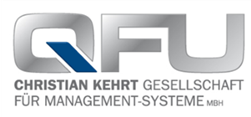 QFU
CHRISTIAN KEHRT GESELLSCHAFT
FÜR MANAGEMENT-SYSTEME MBH